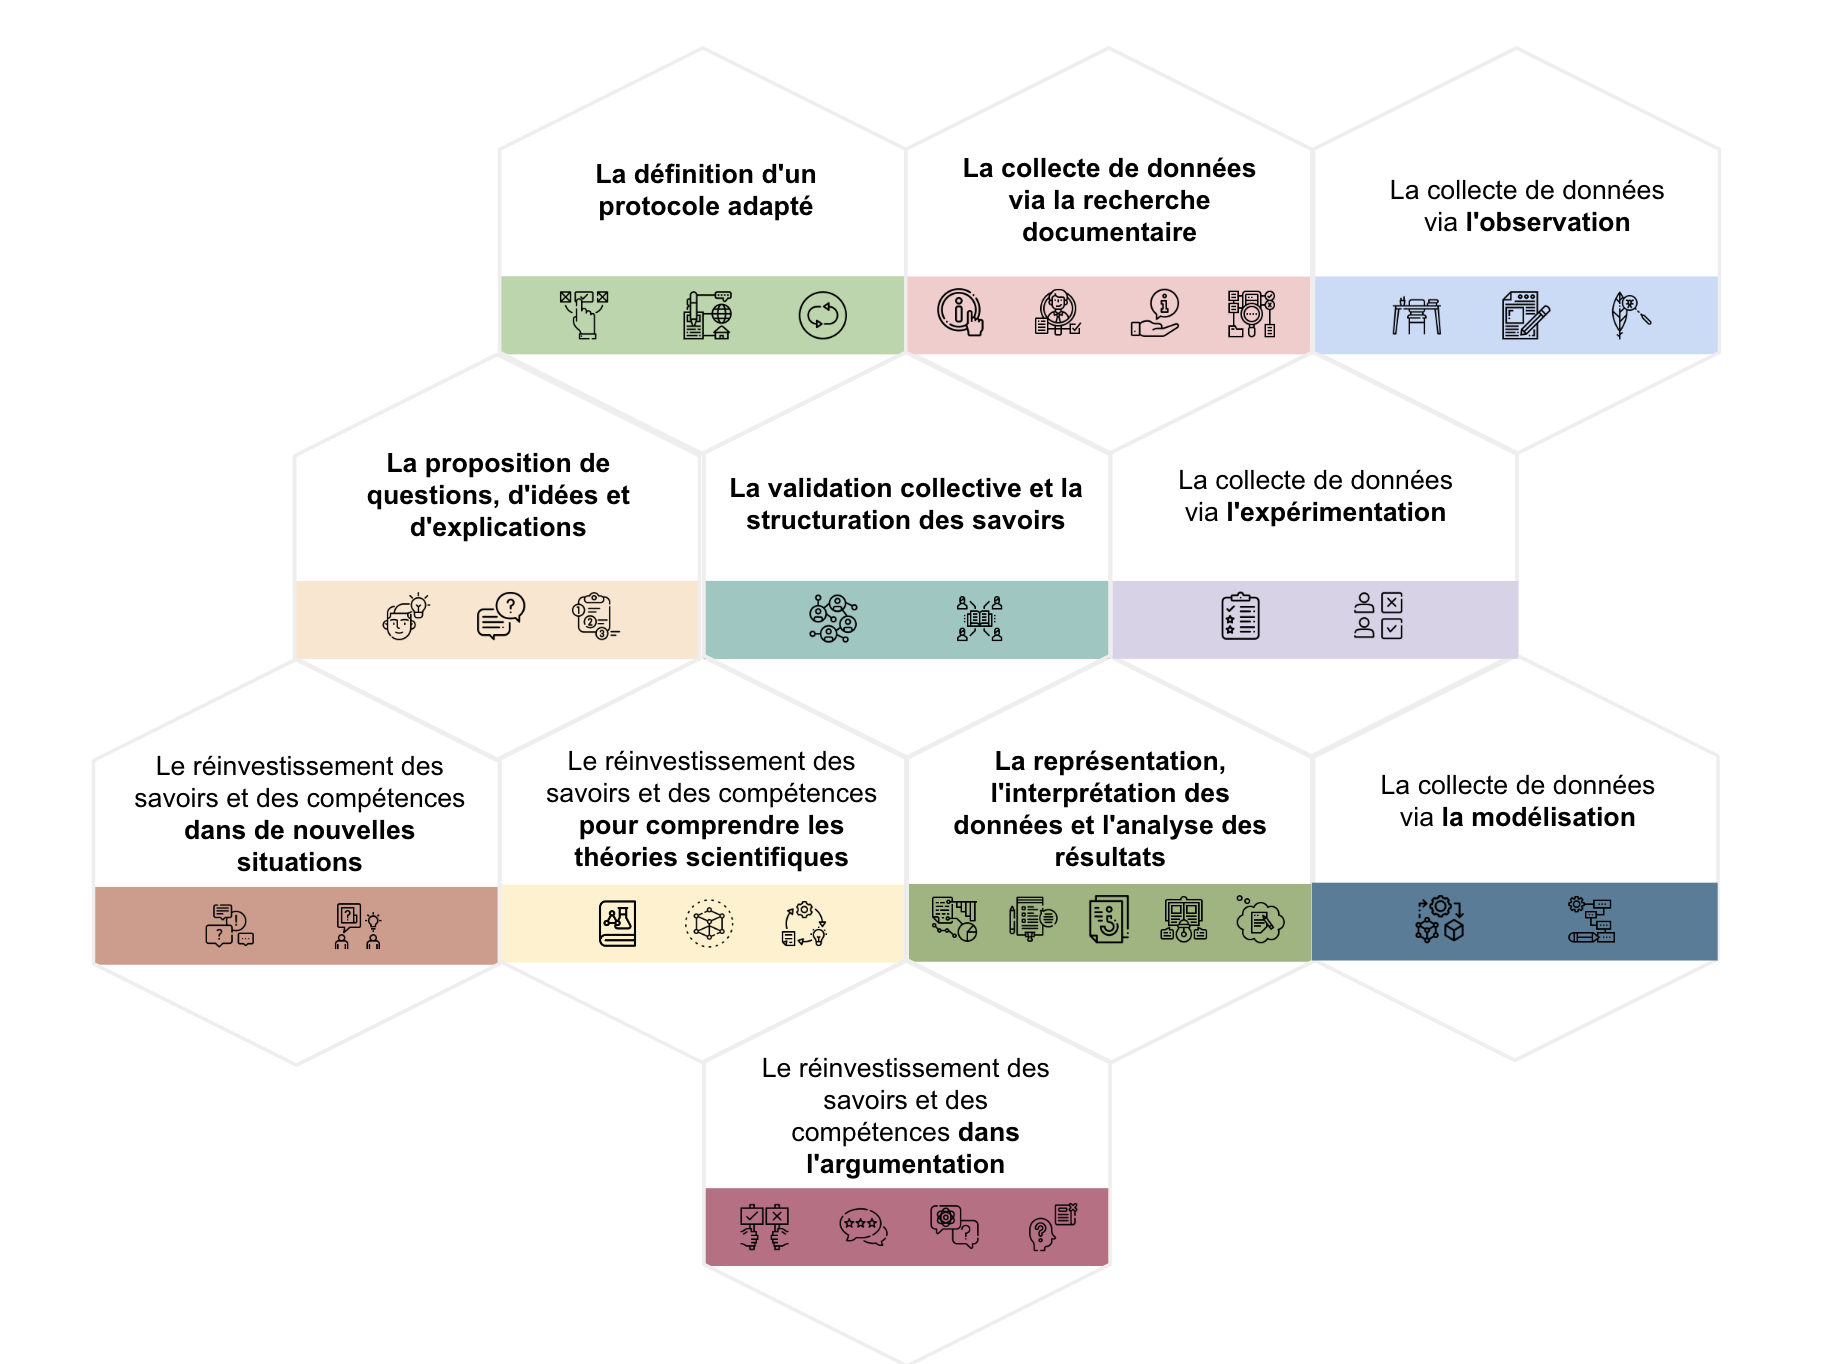 La définition d'un
protocole adapté
La collecte de données
via la recherche
documentaire
La collecte de données
via l'observation
La proposition de
questions, d'idées et
d'explications
La validation collective et la
structuration des savoirs
La collecte de données
via l'expérimentation
Le réinvestissement des
savoirs et des compétences
dans de nouvelles
situations
Le réinvestissement des
savoirs et des compétences
pour comprendre les
théories scientifiques
La représentation,
l'interprétation des
données et l'analyse des
résultats
La collecte de données
via la modélisation
Le réinvestissement des
savoirs et des
compétences dans
l'argumentation